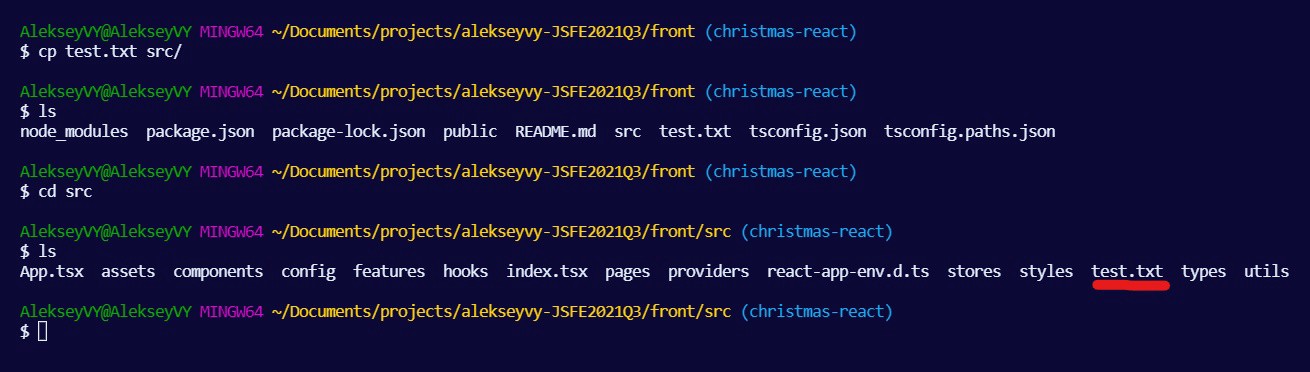 AlekseyVY@AlekseyVY MINGW64 ~/Documents/projects/alekseyvy-JSFE2021Q3/front (christmas-react)
$ cp test.txt src/
AlekseyVY@AlekseyVY MINGW64 ~/Documents/projects/alekseyvy-JSFE2021Q3/front (christmas-react)
$ ls
node_modules  package.json  package-lock.json  public  README.md  src  test.txt  tsconfig.json  tsconfig.paths.json
AlekseyVY@AlekseyVY MINGW64 ~/Documents/projects/alekseyvy-JSFE2021Q3/front (christmas-react)
$ cd src
AlekseyVY@AlekseyVY MINGW64 ~/Documents/projects/alekseyvy-JSFE2021Q3/front/src (christmas-react)
$ ls
App.tsx  assets  components  config  features  hooks  index.tsx  pages  providers  react-app-env.d.ts  stores  styles  test.txt  types  utils
AlekseyVY@AlekseyVY MINGW64 ~/Documents/projects/alekseyvy-JSFE2021Q3/front/src (christmas-react)
$